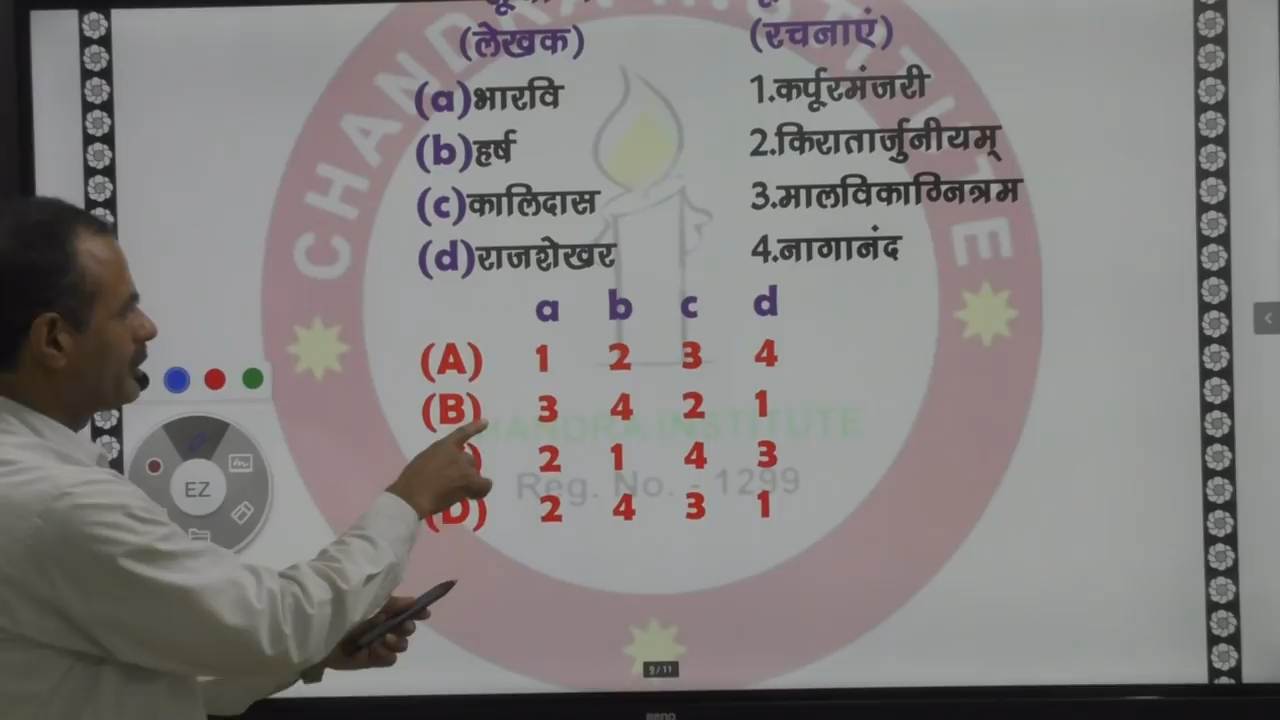 (लेखक) (रचनाएं)
(a)भारवि 1.कर्पूरमंजरी
(b)हर्ष 2.किरातार्जुनीयम्
(c)कालिदास 3.मालविकाग्नित्रम
(d)राजशेखर 4.नागानंद
a b c d
(A) 1 2 3 4
(B) 3 4 2 1
2 1 4 3
(D) 2 4 3 1
CHANDRA INSTITUTE
CHANDRA INSTITUTE
Reg. No. - 1299
EZ
9/11
BenQ